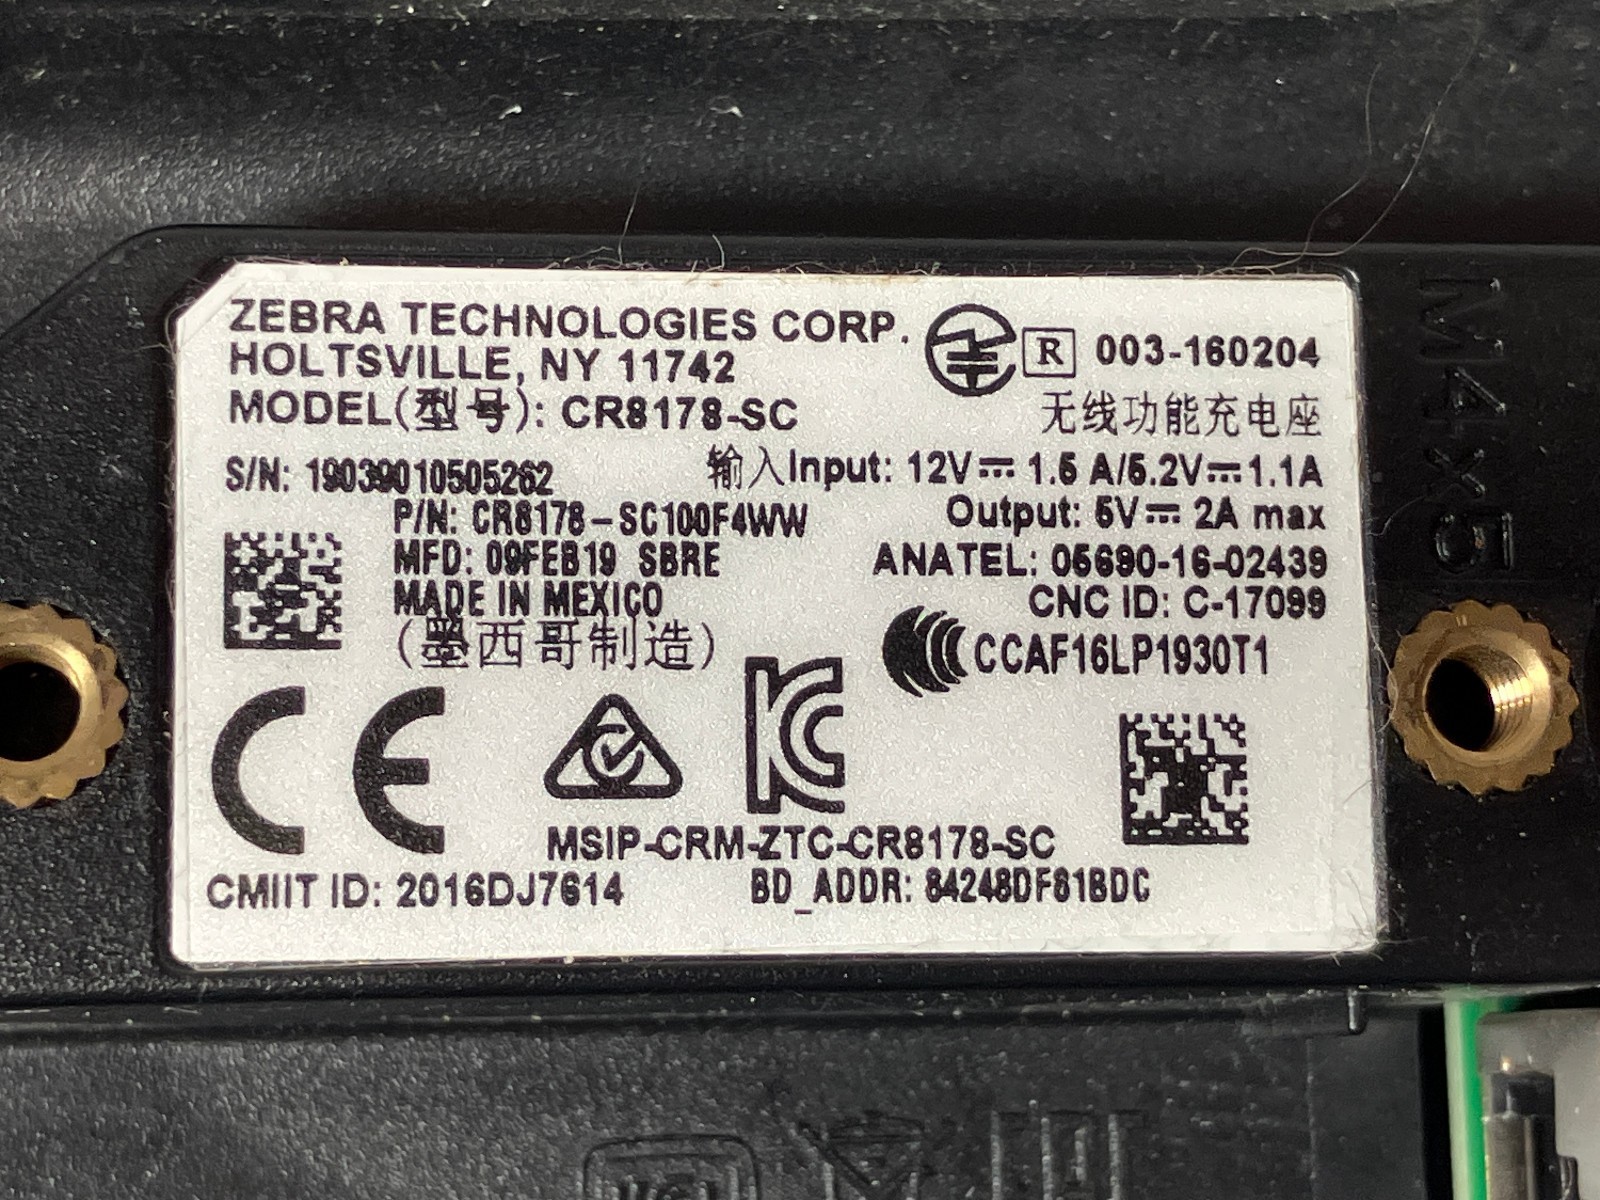 ZEBRA TECHNOLOGIES CORP.
HOLTSVILLE, NY 11742
MODEL(型号): CR8178-SC
R 003-160204
无线功能充电座
S/N: 19039010505262
输入Input: 12V⎓ 1.5 A/5.2V⎓1.1A
P/N: CR8178-SC100F4WW
Output: 5V⎓ 2A max
MFD: 09FEB19 SBRE
ANATEL: 05690-16-02439
MADE IN MEXICO
CNC ID: C-17099
(墨西哥制造)
CCAF16LP1930T1
CE
KC
MSIP-CRM-ZTC-CR8178-SC
CMIIT ID: 2016DJ7614
BD_ADDR: 84248DF81BDC
M4x5